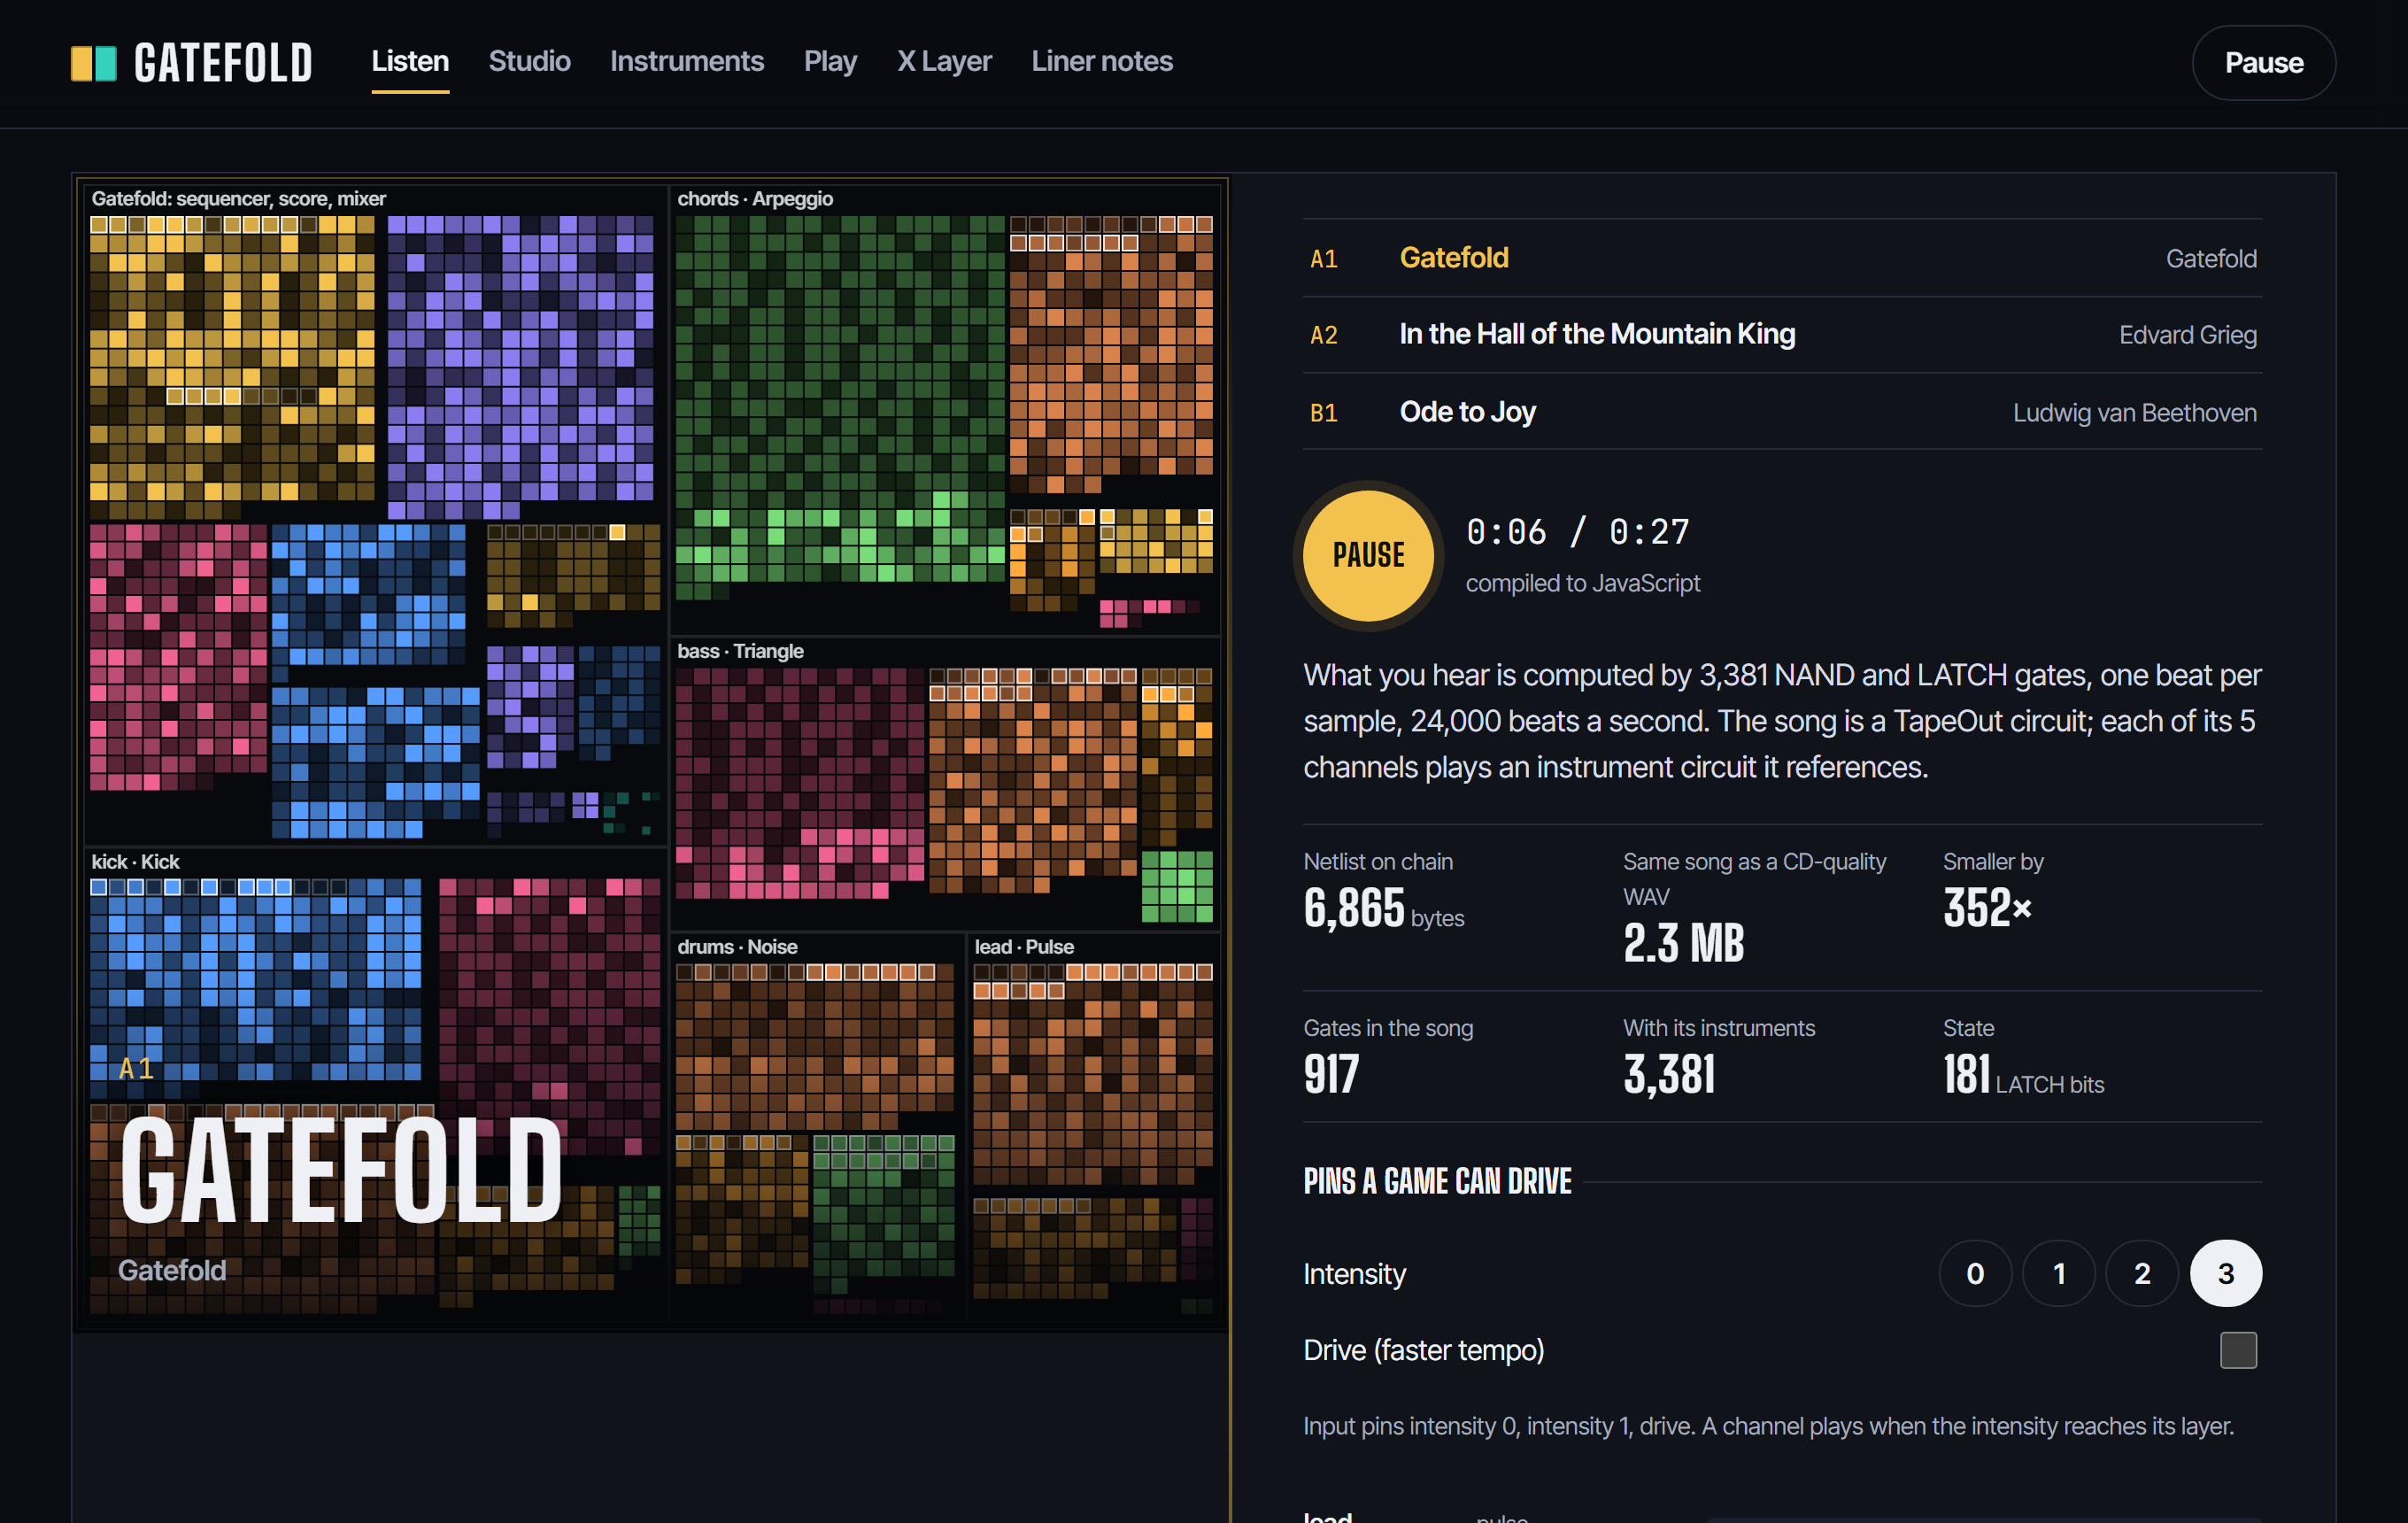 GATEFOLD
Listen
Studio
Instruments
Play
X Layer
Liner notes
Pause
Gatefold: sequencer, score, mixer
chords · Arpeggio
bass · Triangle
kick · Kick
drums · Noise
lead · Pulse
A1
GATEFOLD
Gatefold
A1 Gatefold Gatefold
A2 In the Hall of the Mountain King Edvard Grieg
B1 Ode to Joy Ludwig van Beethoven
PAUSE
0:06 / 0:27
compiled to JavaScript
What you hear is computed by 3,381 NAND and LATCH gates, one beat per
sample, 24,000 beats a second. The song is a TapeOut circuit; each of its 5
channels plays an instrument circuit it references.
Netlist on chain
6,865 bytes
Same song as a CD-quality
WAV
2.3 MB
Smaller by
352×
Gates in the song
917
With its instruments
3,381
State
181 LATCH bits
PINS A GAME CAN DRIVE
Intensity
0 1 2 3
Drive (faster tempo)
Input pins intensity 0, intensity 1, drive. A channel plays when the intensity reaches its layer.
lead pulse